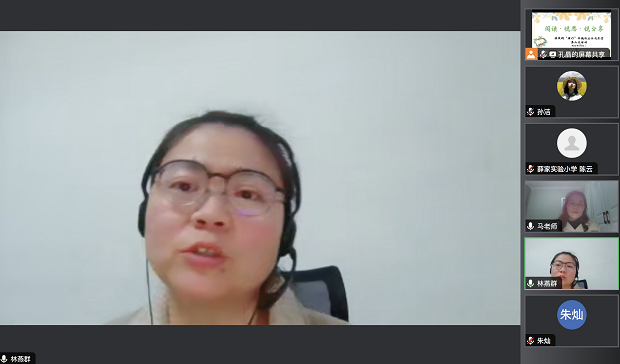 阅读·悦思·悦分享
孔晶的屏幕共享
孙洁
薛家实验小学 陈云
马老师
林燕群
朱灿
朱灿
林燕群